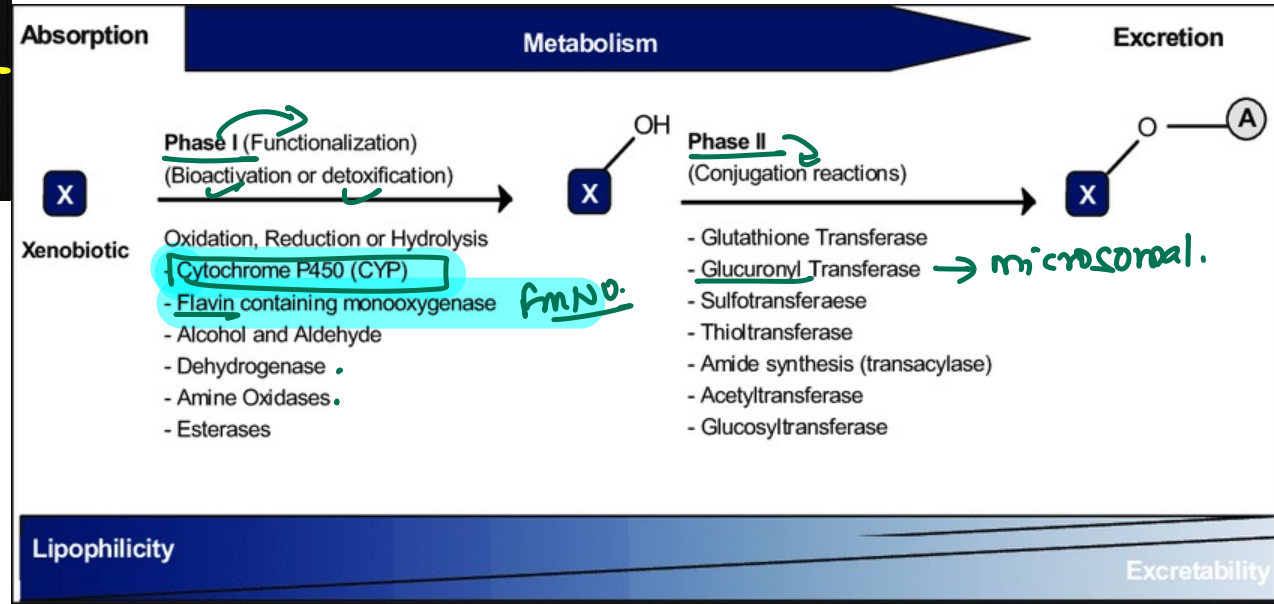 Absorption
Metabolism
Excretion
Phase I (Functionalization)
(Bioactivation or detoxification)
X
Xenobiotic
Oxidation, Reduction or Hydrolysis
- Cytochrome P450 (CYP)
- Flavin containing monooxygenase FMNO.
- Alcohol and Aldehyde
- Dehydrogenase
- Amine Oxidases
- Esterases
OH
X
Phase II
(Conjugation reactions)
- Glutathione Transferase
- Glucuronyl Transferase → microsomal.
- Sulfotransferaese
- Thioltransferase
- Amide synthesis (transacylase)
- Acetyltransferase
- Glucosyltransferase
O
A
X
Lipophilicity
Excretability